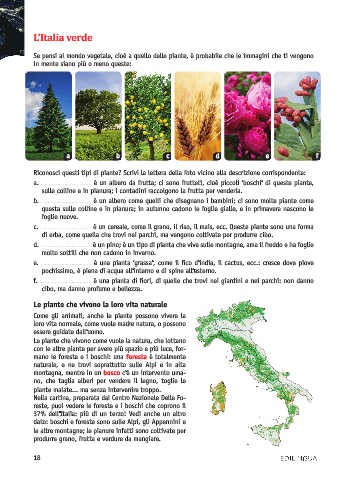 L'Italia verde
Se pensi al mondo vegetale, cioè a quello delle piante, è probabile che le immagini che ti vengono
in mente siano più o meno queste:
a b c d e f
Riconosci questi tipi di piante? Scrivi la lettera della foto vicino alla descrizione corrispondente:
a. è un albero da frutta; ci sono frutteti, cioè piccoli "boschi" di queste piante,
sulle colline e in pianura; i contadini raccolgono la frutta per venderla.
b. è un albero come quelli che disegnano i bambini; ci sono molte piante come
questa sulle colline e in pianura; in autunno cadono le foglie gialle, e in primavera nascono le
foglie nuove.
c. è un cereale, come il grano, il riso, il mais, ecc. Queste piante sono una forma
di erba, come quella che trovi nei parchi, ma vengono coltivate per produrre cibo.
d. è un pino; è un tipo di pianta che vive sulle montagne, ama il freddo e ha foglie
molto sottili che non cadono in inverno.
e. è una pianta "grassa", come il fico d'India, il cactus, ecc.: cresce dove piove
pochissimo, è piena di acqua all'interno e di spine all'esterno.
f. è una pianta di fiori, di quelle che trovi nei giardini e nei parchi: non danno
cibo, ma danno profumo e bellezza.
Le piante che vivono la loro vita naturale
Come gli animali, anche le piante possono vivere la
loro vita normale, come vuole madre natura, o possono
essere guidate dall'uomo.
Le piante che vivono come vuole la natura, che lottano
con le altre piante per avere più spazio e più luce, for-
mano le foreste e i boschi: una foresta è totalmente
naturale, e ne trovi soprattutto sulle Alpi e in alta
montagna, mentre in un bosco c'è un intervento uma-
no, che taglia alberi per vendere il legno, toglie le
piante malate... ma senza intervenire troppo.
Nella cartina, preparata dal Centro Nazionale della Fo-
resta, puoi vedere le foreste e i boschi che coprono il
37% dell'Italia: più di un terzo! Vedi anche un altro
dato: boschi e foreste sono sulle Alpi, gli Appennini e
le altre montagne; le pianure infatti sono coltivate per
produrre grano, frutta e verdura da mangiare.
18
EDILINGUA